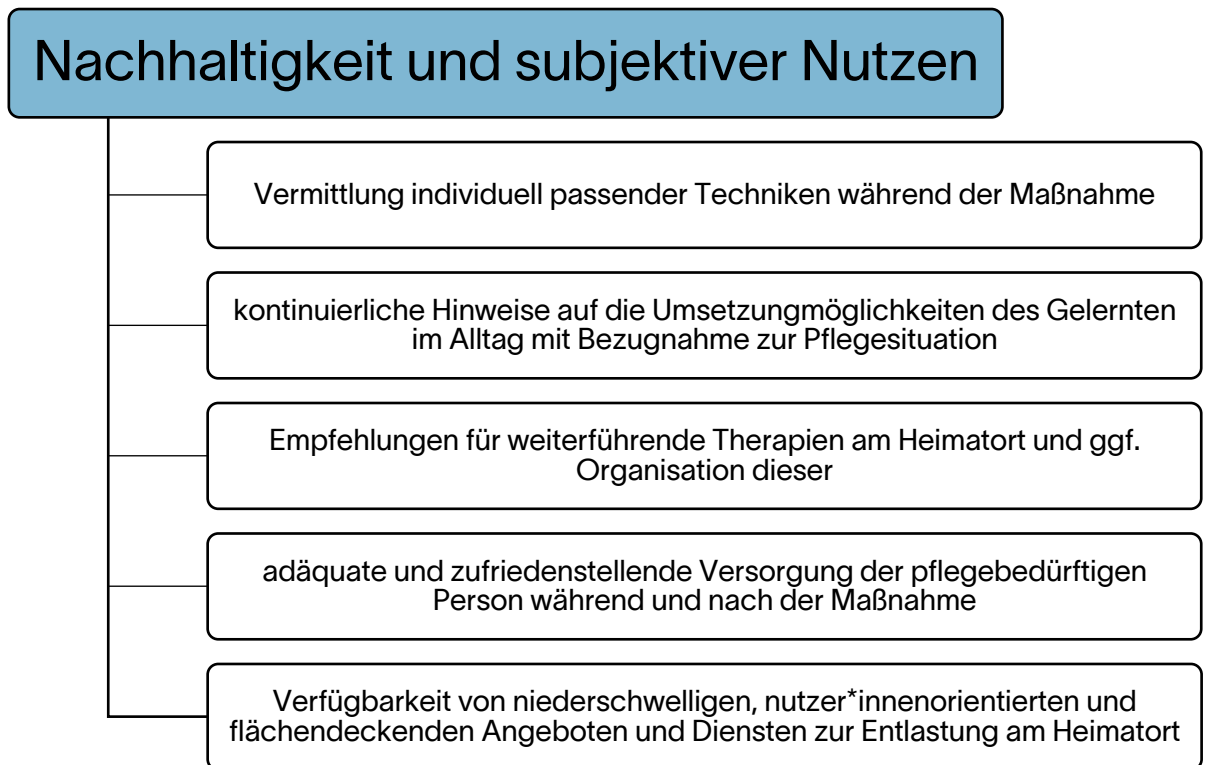 Nachhaltigkeit und subjektiver Nutzen
Vermittlung individuell passender Techniken während der Maßnahme
kontinuierliche Hinweise auf die Umsetzungmöglichkeiten des Gelernten
im Alltag mit Bezugnahme zur Pflegesituation
Empfehlungen für weiterführende Therapien am Heimatort und ggf.
Organisation dieser
adäquate und zufriedenstellende Versorgung der pflegebedürftigen
Person während und nach der Maßnahme
Verfügbarkeit von niederschwelligen, nutzer*innenorientierten und
flächendeckenden Angeboten und Diensten zur Entlastung am Heimatort